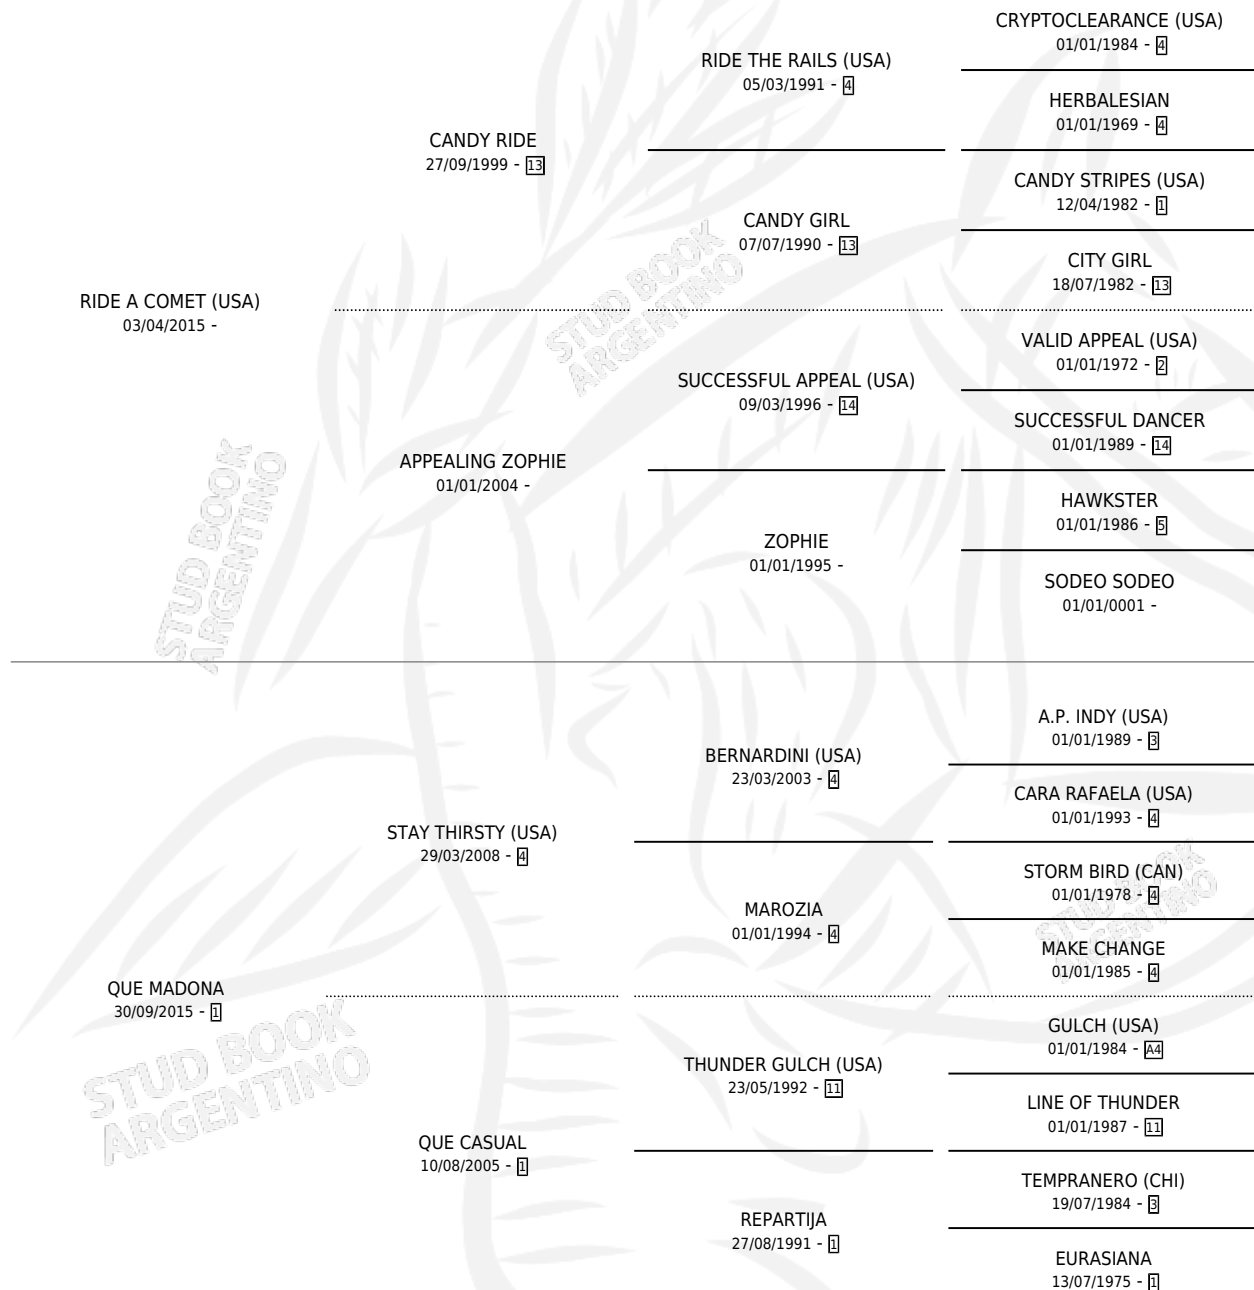 CRYPTOCLEARANCE (USA)
01/01/1984 - 4
RIDE THE RAILS (USA)
05/03/1991 - 4
HERBALESIAN
01/01/1969 - 4
CANDY RIDE
27/09/1999 - 13
CANDY STRIPES (USA)
12/04/1982 - 1
CANDY GIRL
07/07/1990 - 13
CITY GIRL
18/07/1982 - 13
RIDE A COMET (USA)
03/04/2015 -
VALID APPEAL (USA)
01/01/1972 - 2
SUCCESSFUL APPEAL (USA)
09/03/1996 - 14
SUCCESSFUL DANCER
01/01/1989 - 14
APPEALING ZOPHIE
01/01/2004 -
HAWKSTER
01/01/1986 - 5
ZOPHIE
01/01/1995 -
SODEO SODEO
01/01/0001 -
A.P. INDY (USA)
01/01/1989 - 3
BERNARDINI (USA)
23/03/2003 - 4
CARA RAFAELA (USA)
01/01/1993 - 4
STAY THIRSTY (USA)
29/03/2008 - 4
STORM BIRD (CAN)
01/01/1978 - 4
MAROZIA
01/01/1994 - 4
MAKE CHANGE
01/01/1985 - 4
QUE MADONA
30/09/2015 - 1
GULCH (USA)
01/01/1984 - A4
THUNDER GULCH (USA)
23/05/1992 - 11
LINE OF THUNDER
01/01/1987 - 11
QUE CASUAL
10/08/2005 - 1
TEMPRANERO (CHI)
19/07/1984 - 3
REPARTIJA
27/08/1991 - 1
EURASIANA
13/07/1975 - 1
STUD BOOK
ARGENTINO
STUD BOOK
ARGENTINO
STUD BOOK
ARGENTINO
STUD BOOK
ARGENTINO